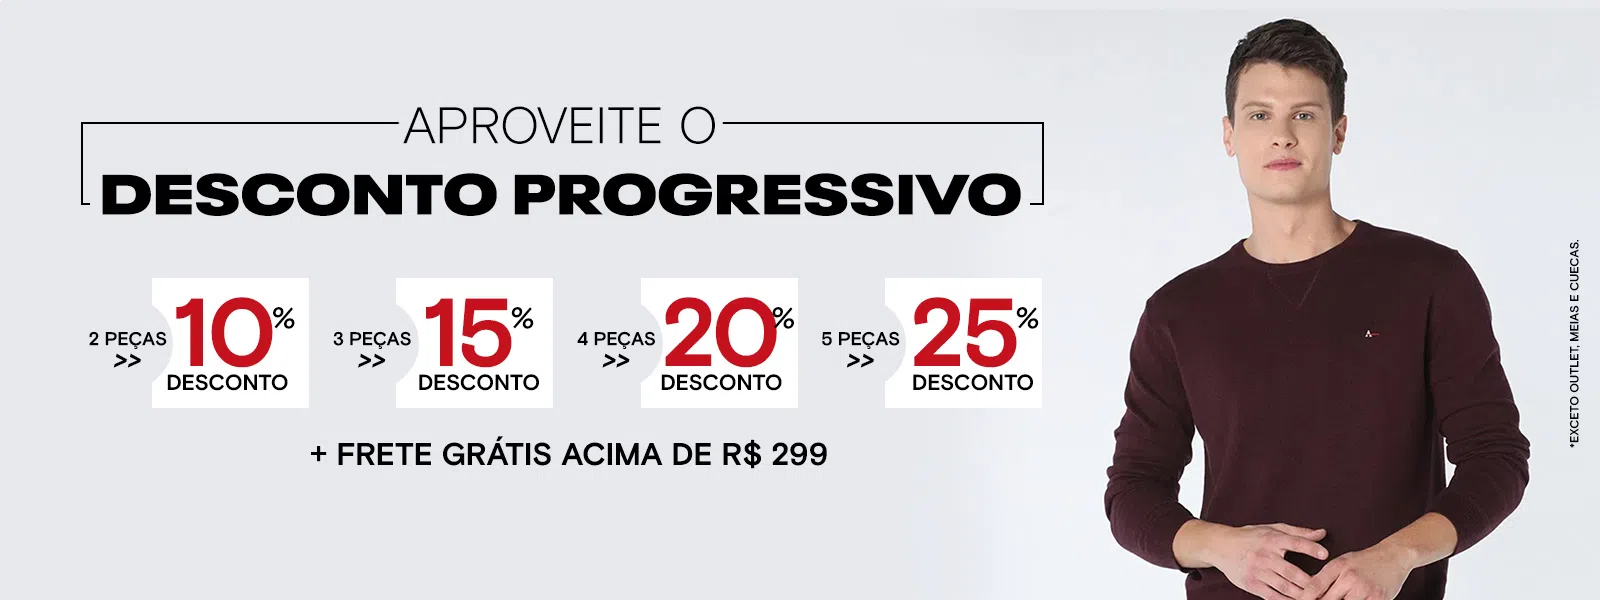 APROVEITE O
DESCONTO PROGRESSIVO
2 PEÇAS
>>
10%
DESCONTO
3 PEÇAS
>>
15%
DESCONTO
4 PEÇAS
>>
20%
DESCONTO
5 PEÇAS
>>
25%
DESCONTO
+ FRETE GRÁTIS ACIMA DE R$ 299
A
*EXCETO OUTLET, MEIAS E CUECAS.